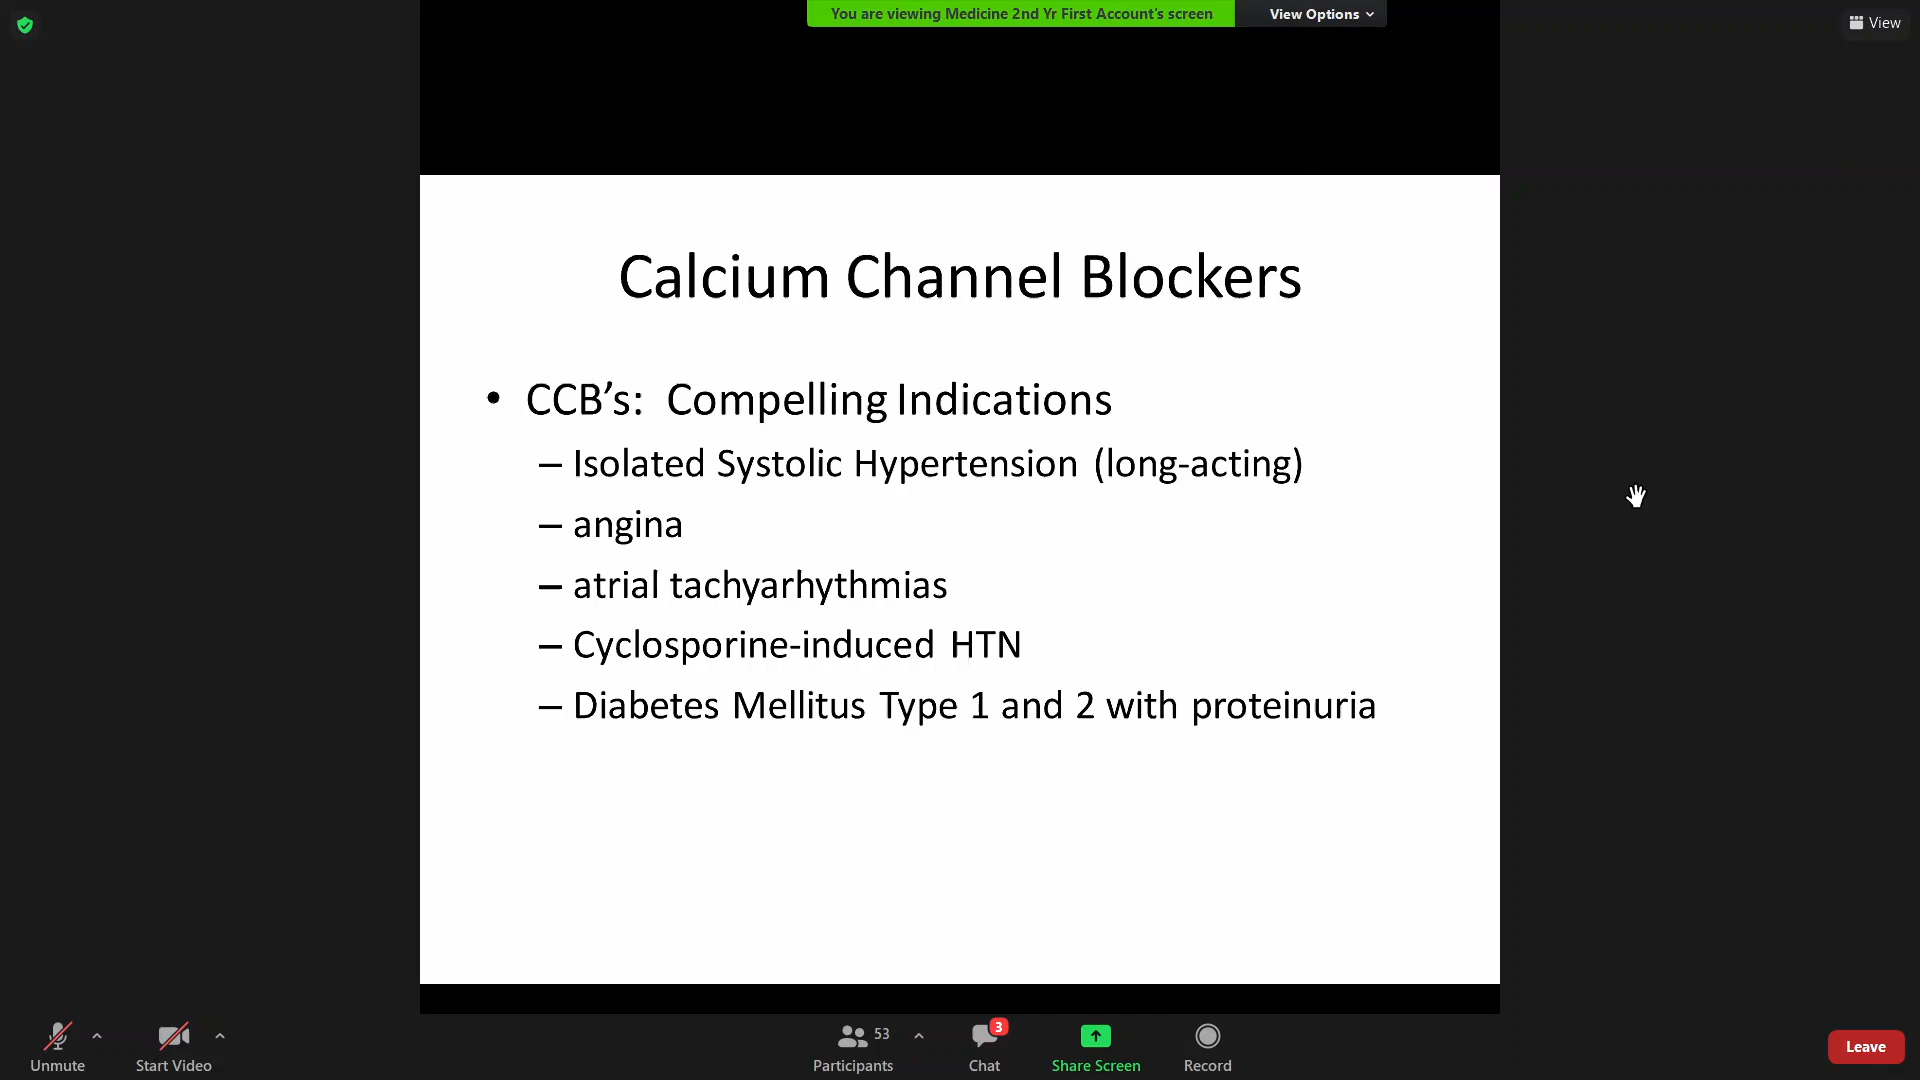 You are viewing Medicine 2nd Yr First Account's screen
View Options
View
Calcium Channel Blockers
• CCB’s: Compelling Indications
– Isolated Systolic Hypertension (long-acting)
– angina
– atrial tachyarhythmias
– Cyclosporine-induced HTN
– Diabetes Mellitus Type 1 and 2 with proteinuria
Unmute
Start Video
53
Participants
3
Chat
Share Screen
Record
Leave